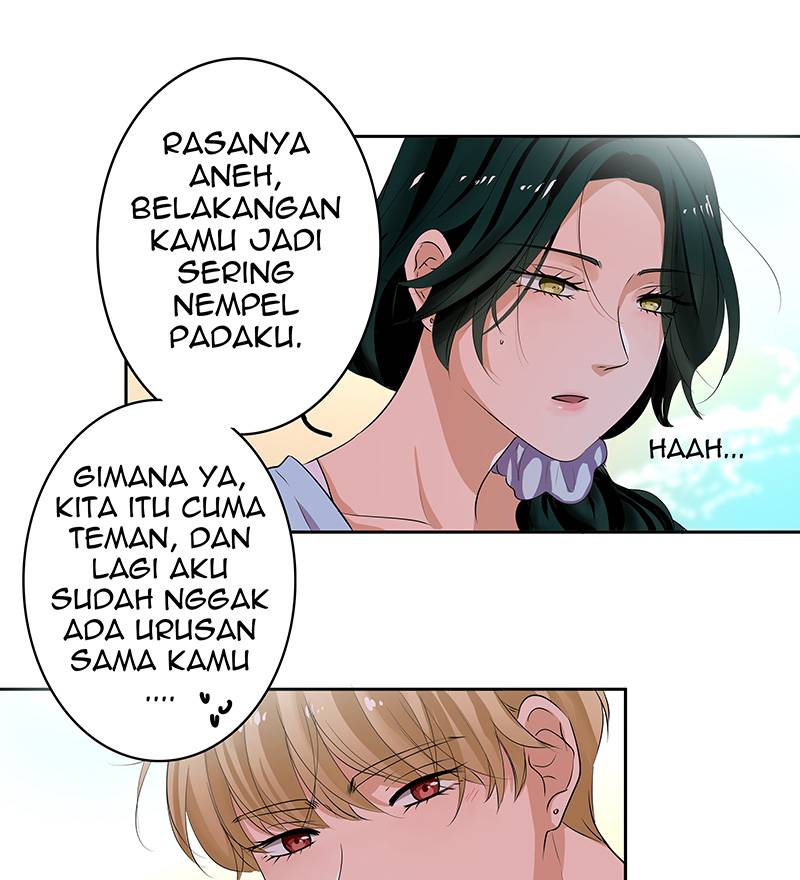 RASANYA
ANEH,
BELAKANGAN
KAMU JADI
SERING
NEMPEL
PADAKU.
HAAH...
GIMANA YA,
KITA ITU CUMA
TEMAN, DAN
LAGI AKU
SUDAH NGGAK
ADA URUSAN
SAMA KAMU
....